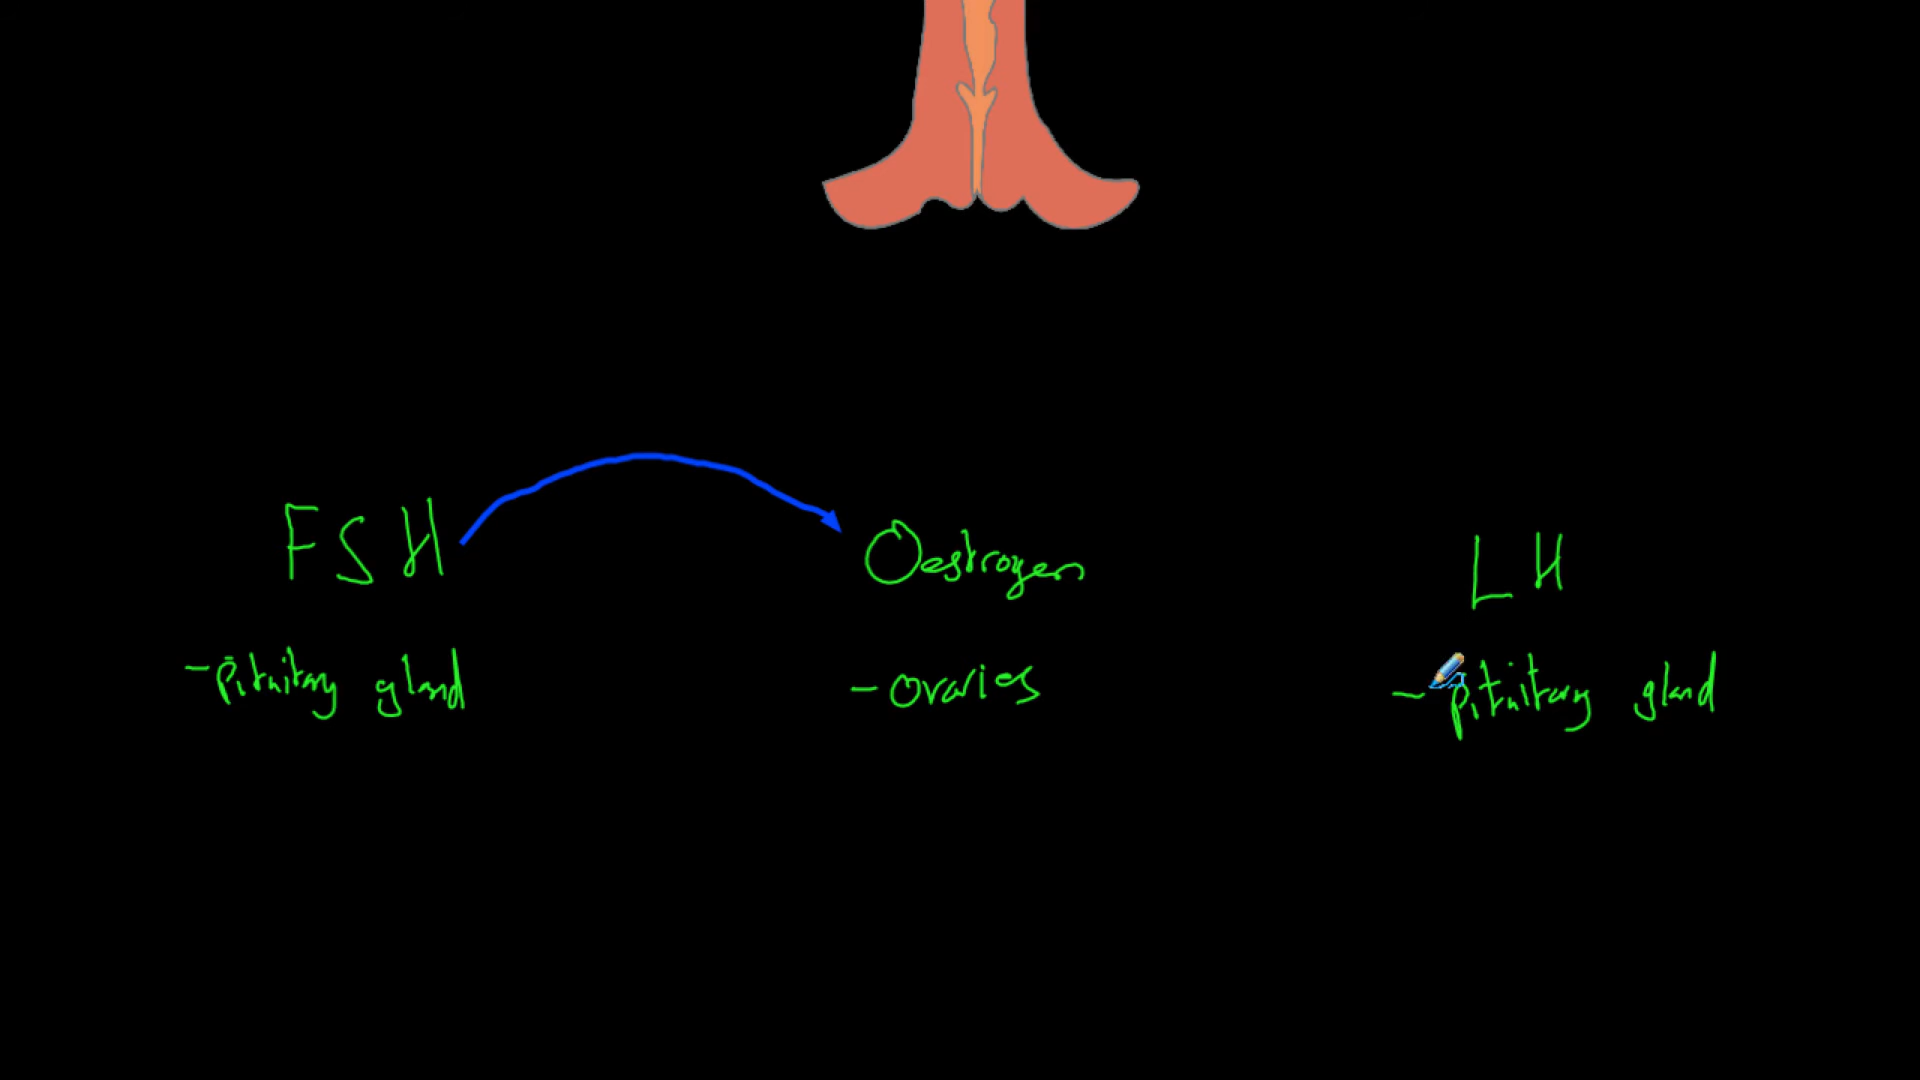 FSH
Oestrogen
LH
- Pituitary gland
- ovaries
- pituitary gland